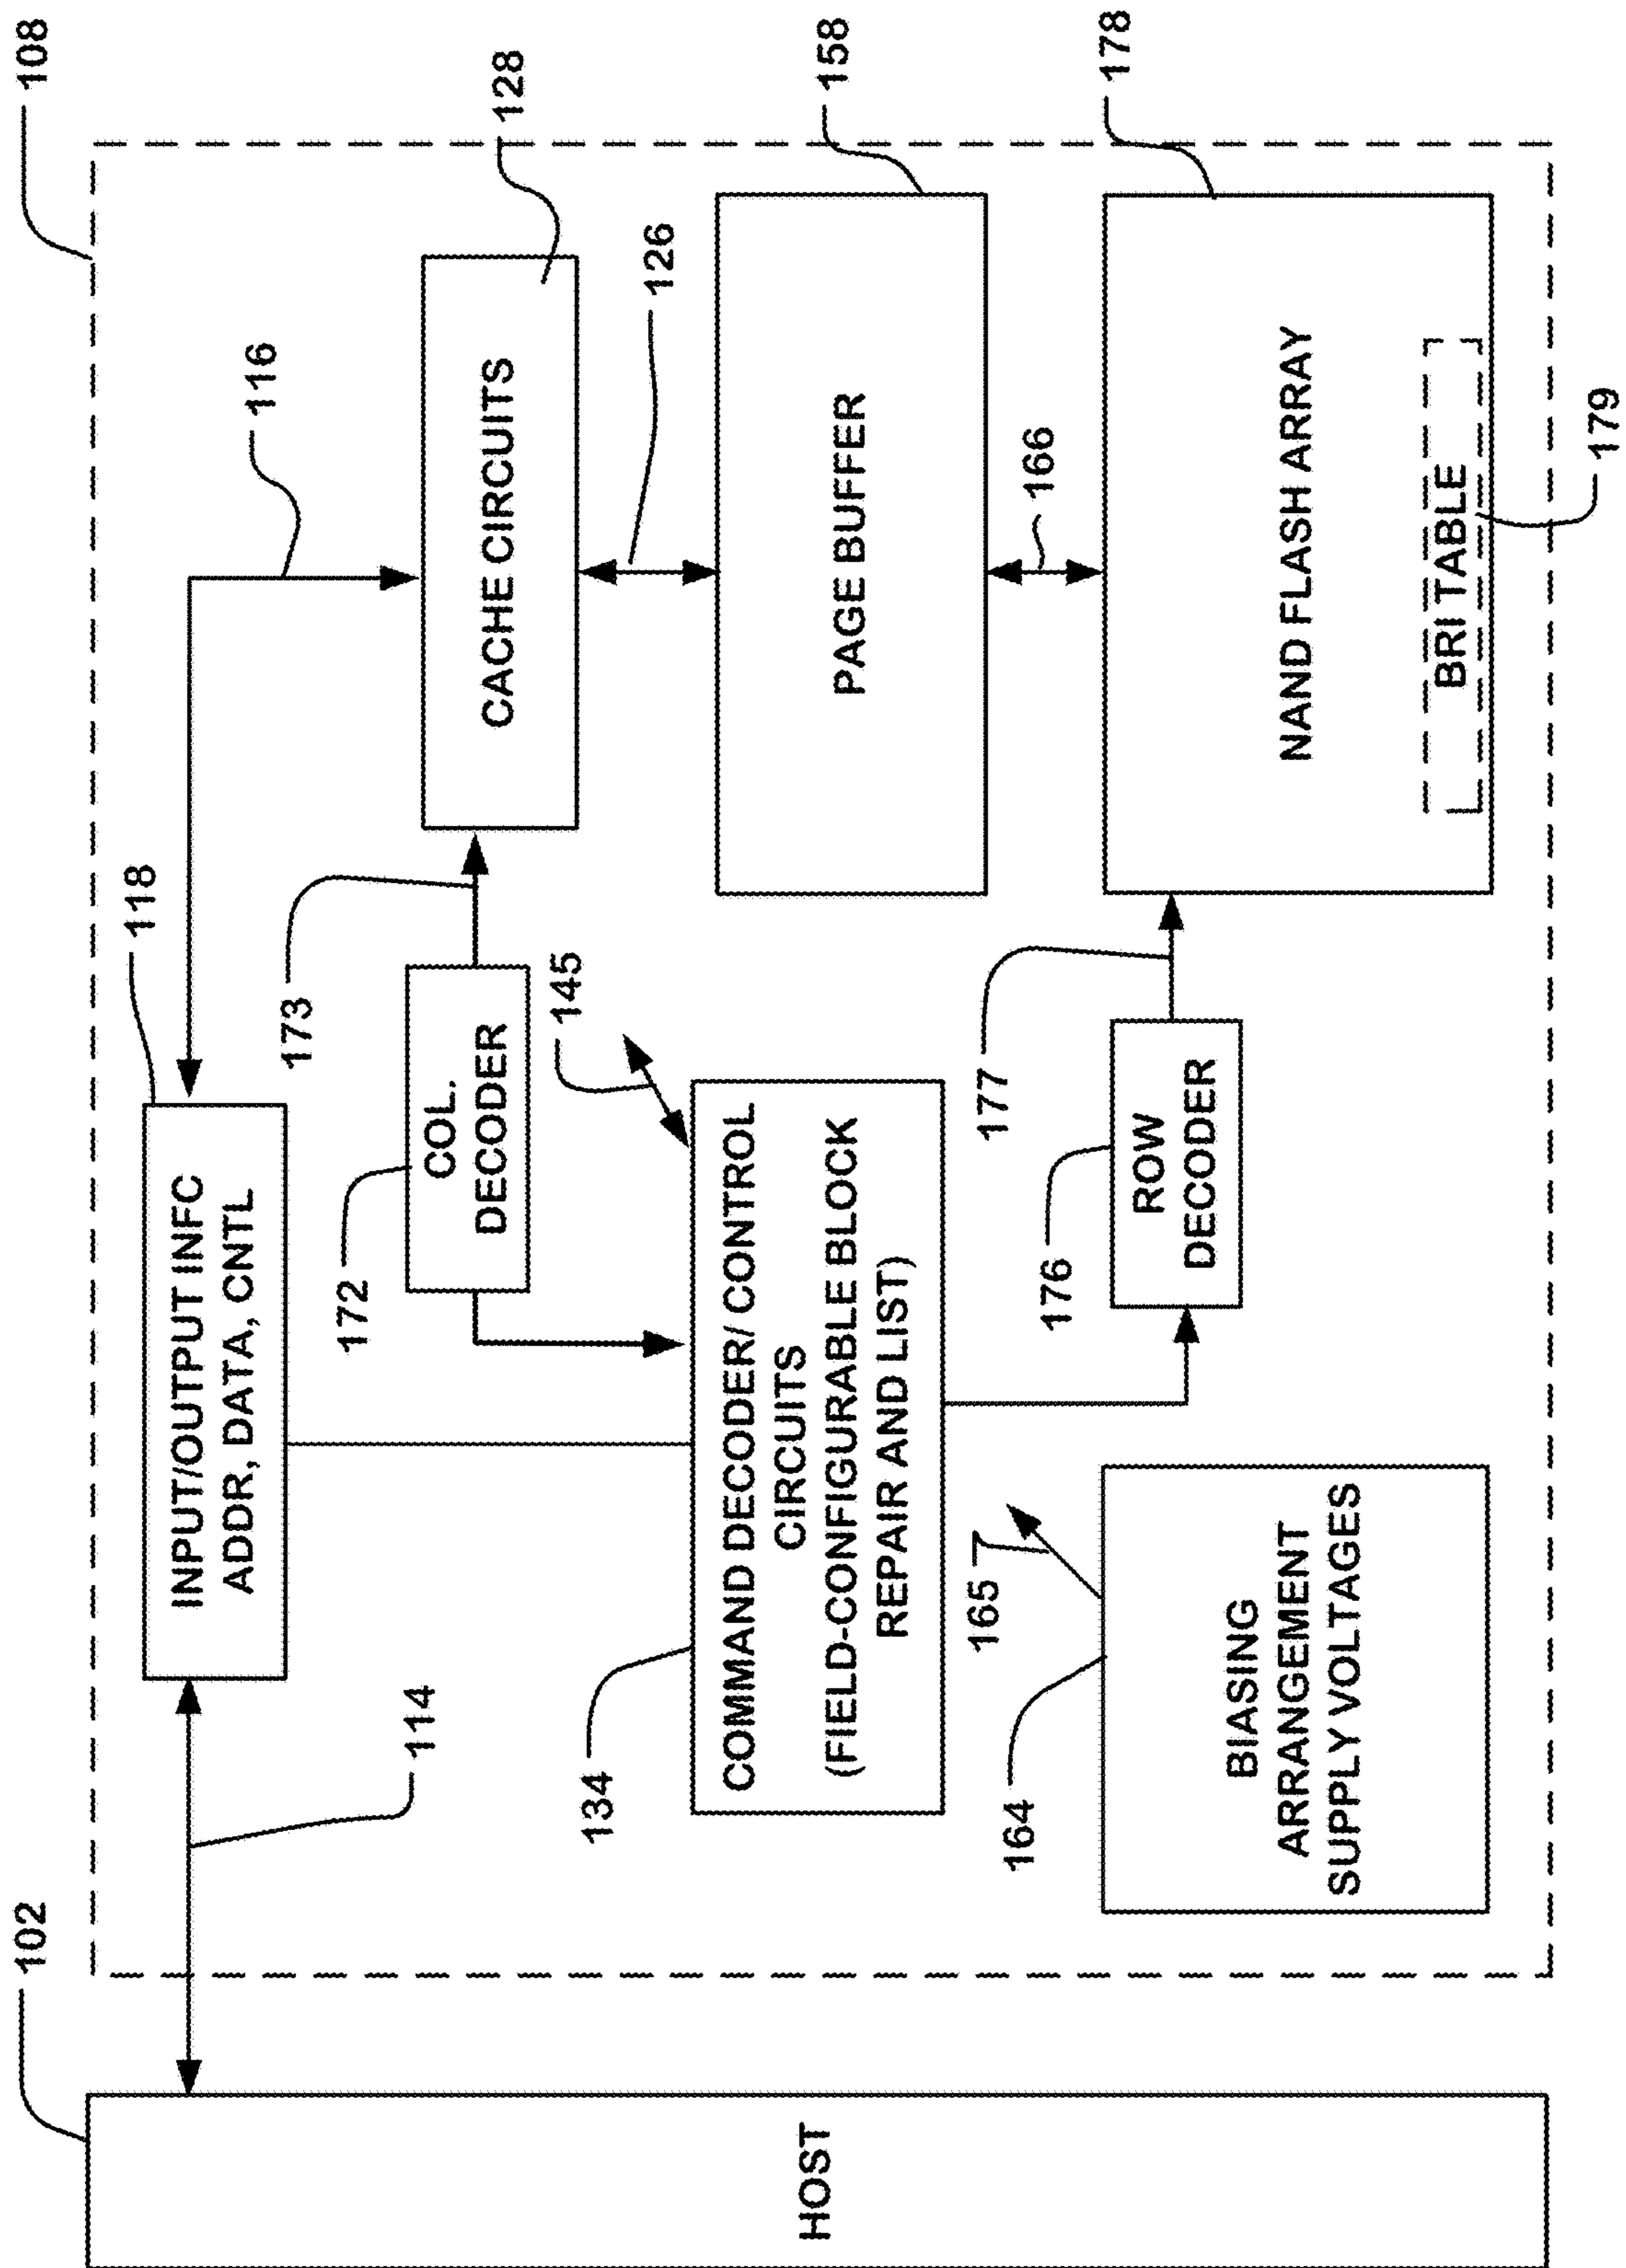 102
108
HOST
114
118
INPUT/OUTPUT INFC
ADDR, DATA, CNTL
116
172
COL.
DECODER
173
CACHE CIRCUITS
128
126
134
COMMAND DECODER/ CONTROL
CIRCUITS
(FIELD-CONFIGURABLE BLOCK
REPAIR AND LIST)
145
PAGE BUFFER
158
166
164
165
BIASING
ARRANGEMENT
SUPPLY VOLTAGES
176
ROW
DECODER
177
NAND FLASH ARRAY
178
BRI TABLE
179